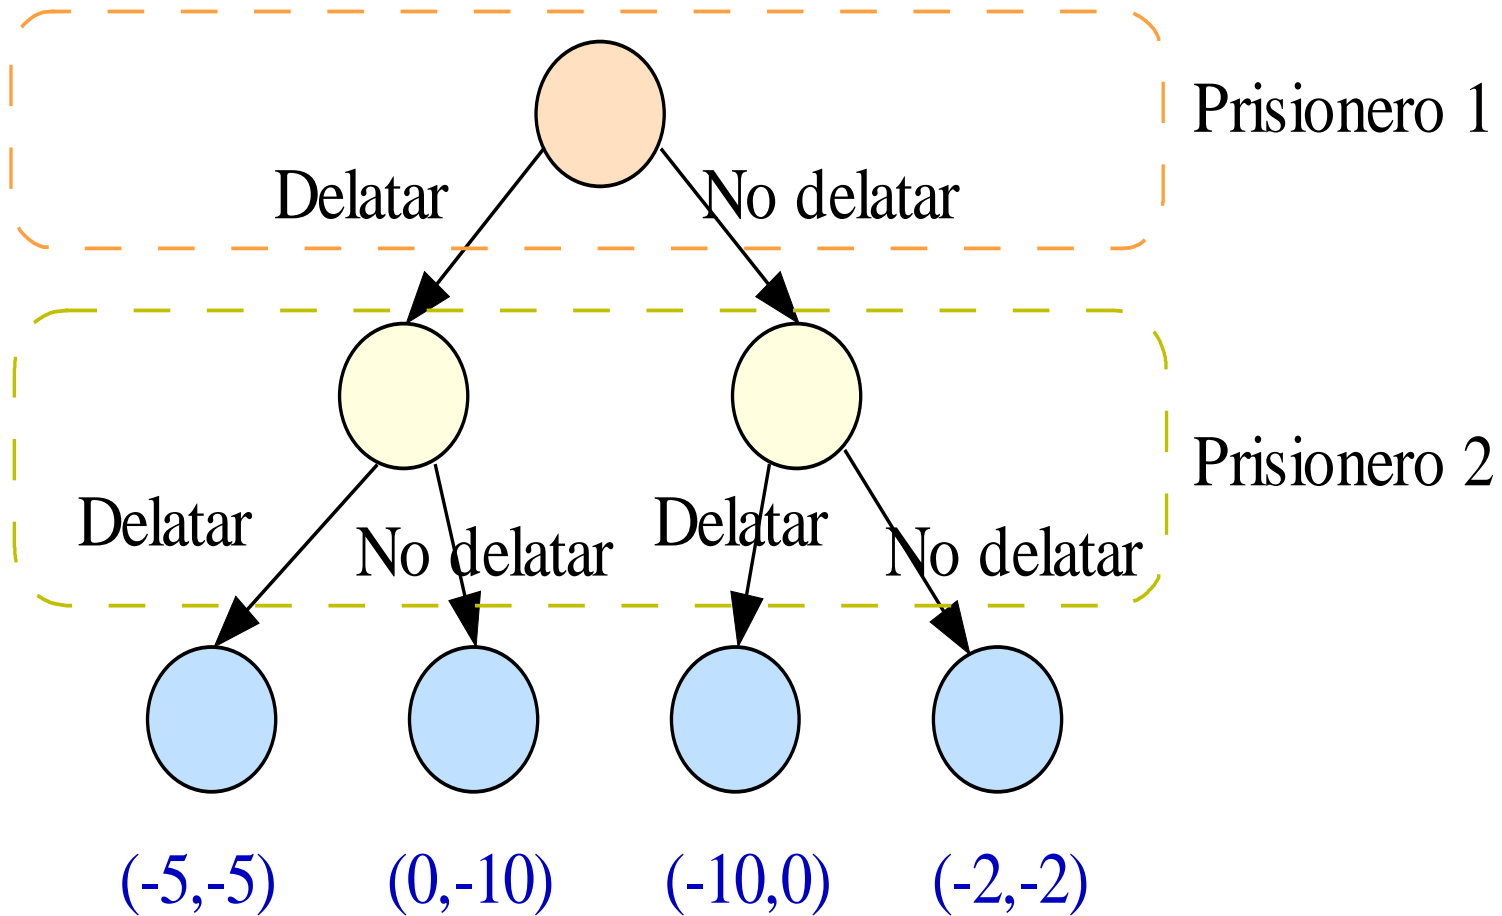 Prisionero 1
Delatar
No delatar
Prisionero 2
Delatar
No delatar
Delatar
No delatar
(-5,-5)
(0,-10)
(-10,0)
(-2,-2)